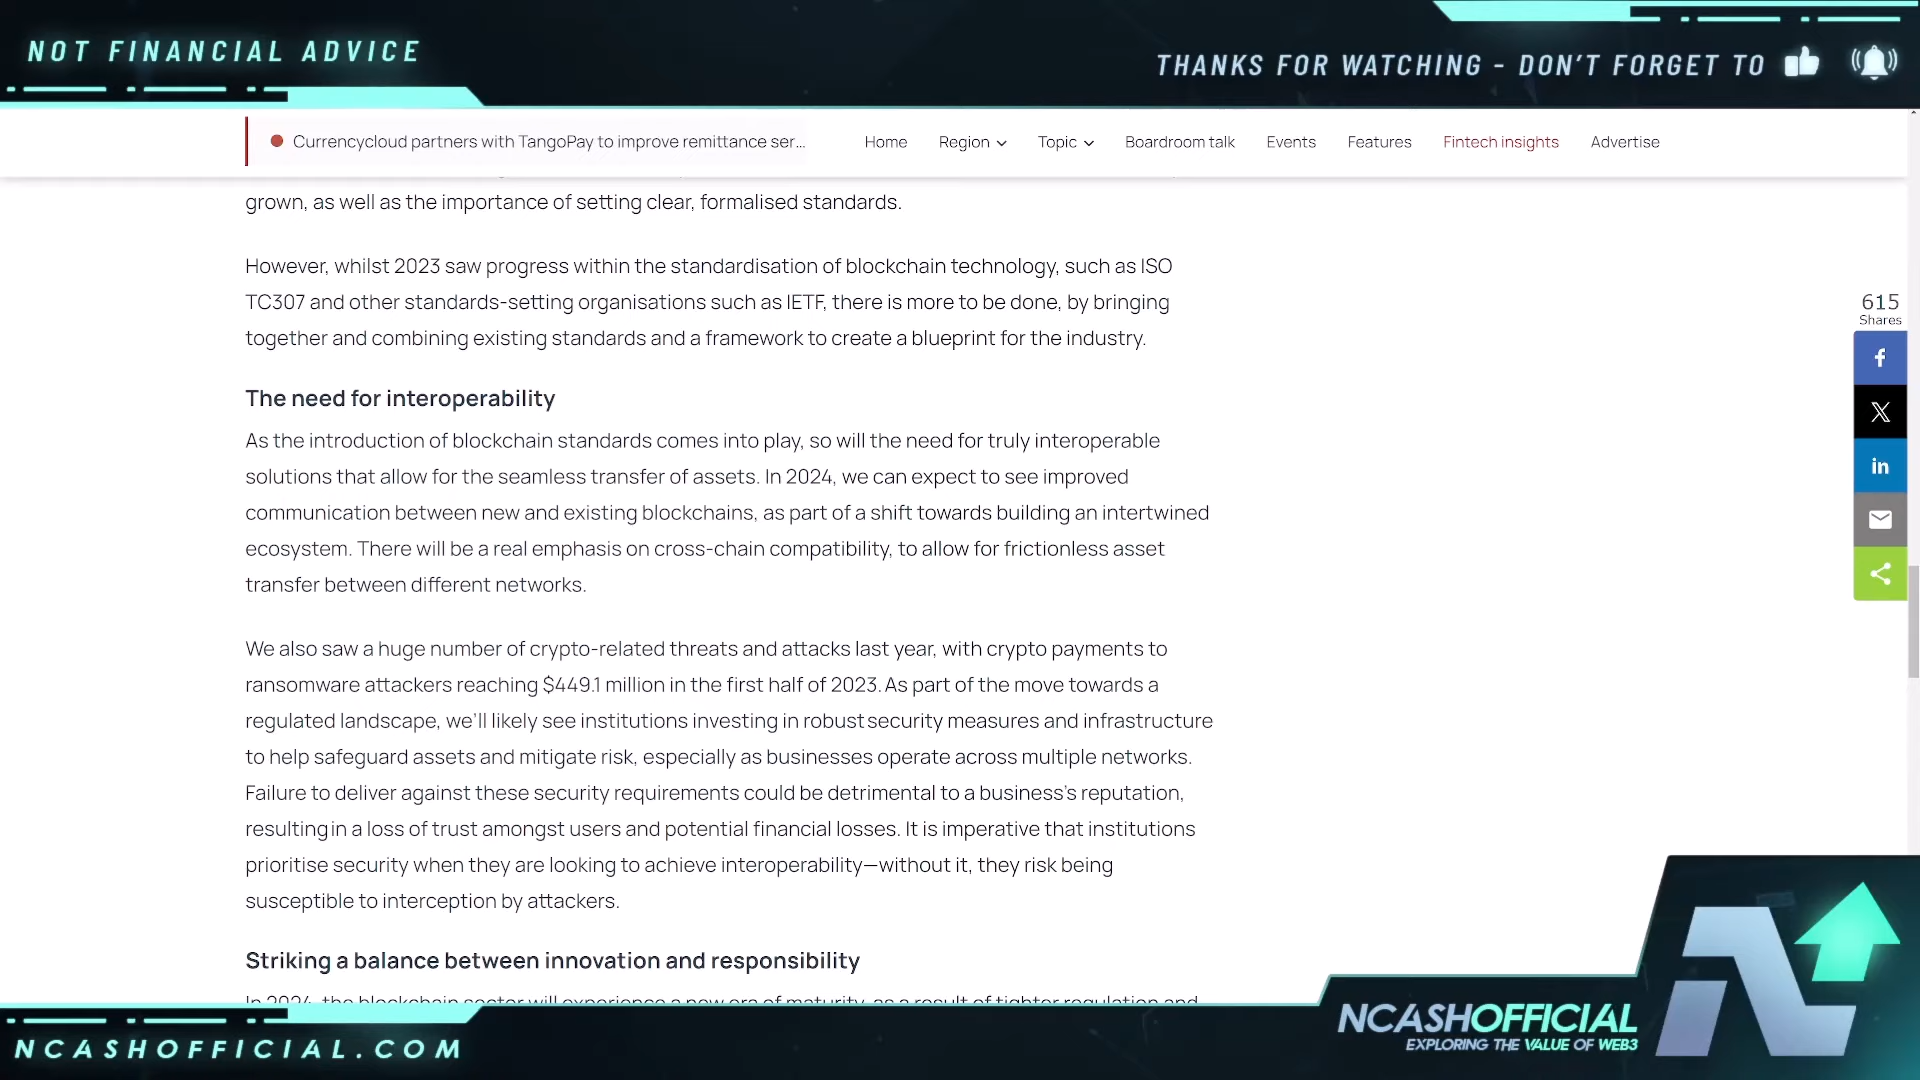 NOT FINANCIAL ADVICE
THANKS FOR WATCHING - DON'T FORGET TO
Currencycloud partners with TangoPay to improve remittance ser...
Home
Region
Topic
Boardroom talk
Events
Features
Fintech insights
Advertise
grown, as well as the importance of setting clear, formalised standards.
However, whilst 2023 saw progress within the standardisation of blockchain technology, such as ISO
TC307 and other standards-setting organisations such as IETF, there is more to be done, by bringing
together and combining existing standards and a framework to create a blueprint for the industry.
The need for interoperability
As the introduction of blockchain standards comes into play, so will the need for truly interoperable
solutions that allow for the seamless transfer of assets. In 2024, we can expect to see improved
communication between new and existing blockchains, as part of a shift towards building an intertwined
ecosystem. There will be a real emphasis on cross-chain compatibility, to allow for frictionless asset
transfer between different networks.
We also saw a huge number of crypto-related threats and attacks last year, with crypto payments to
ransomware attackers reaching $449.1 million in the first half of 2023. As part of the move towards a
regulated landscape, we'll likely see institutions investing in robust security measures and infrastructure
to help safeguard assets and mitigate risk, especially as businesses operate across multiple networks.
Failure to deliver against these security requirements could be detrimental to a business's reputation,
resulting in a loss of trust amongst users and potential financial losses. It is imperative that institutions
prioritise security when they are looking to achieve interoperability—without it, they risk being
susceptible to interception by attackers.
Striking a balance between innovation and responsibility
In 2024, the blockchain sector will experience a new era of maturity, as a result of tighter regulation and
615
Shares
NCASHOFFICIAL.COM
NCASHOFFICIAL
EXPLORING THE VALUE OF WEB3